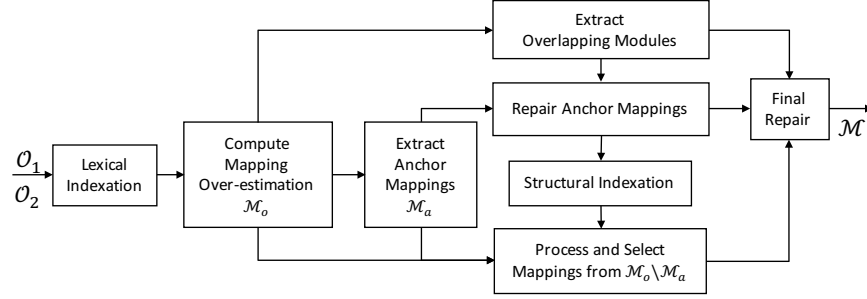 𝒪₁
𝒪₂
Lexical
Indexation
Compute
Mapping
Over-estimation
ℳₒ
Extract
Anchor
Mappings
ℳₐ
Extract
Overlapping Modules
Repair Anchor Mappings
Structural Indexation
Process and Select
Mappings from ℳₒ\ℳₐ
Final
Repair
ℳ